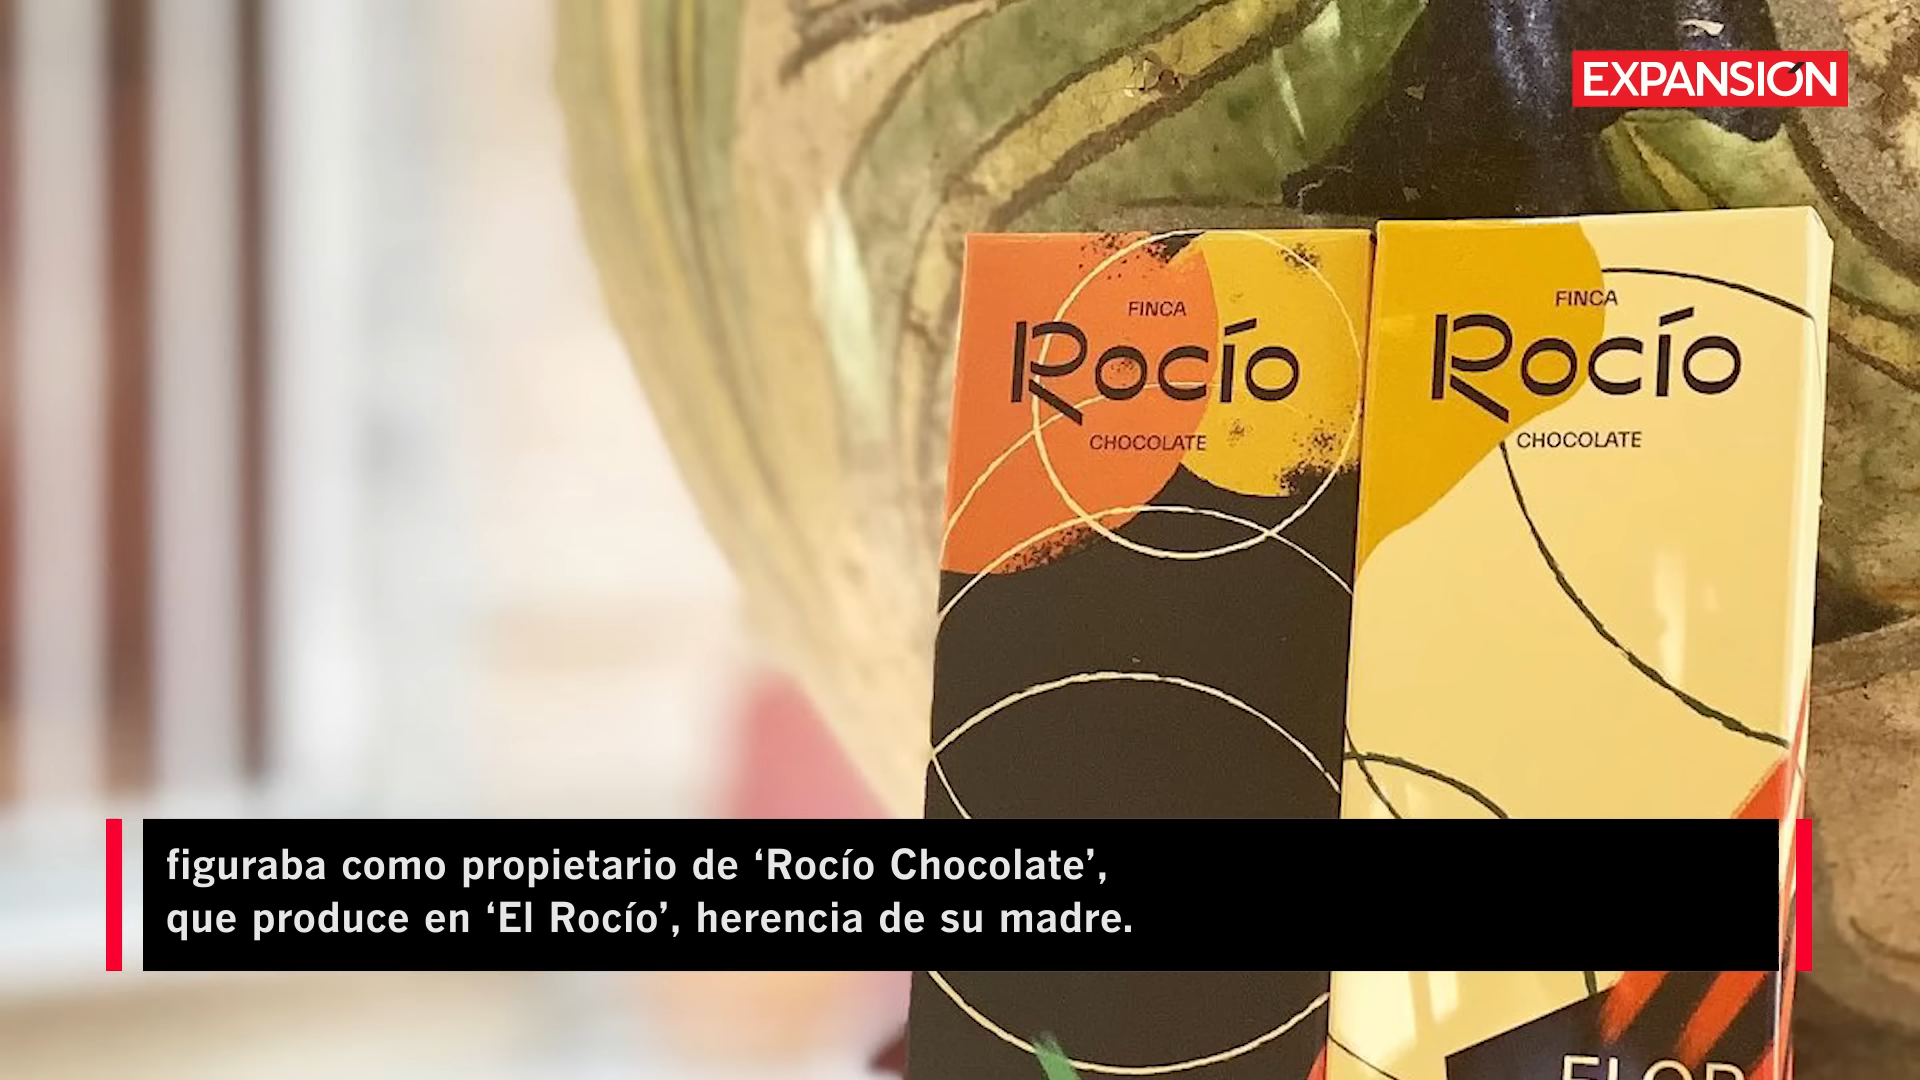 EXPANSIÓN
FINCA
Rocío
CHOCOLATE
FINCA
Rocío
CHOCOLATE
figuraba como propietario de ‘Rocío Chocolate’,
que produce en ‘El Rocío’, herencia de su madre.